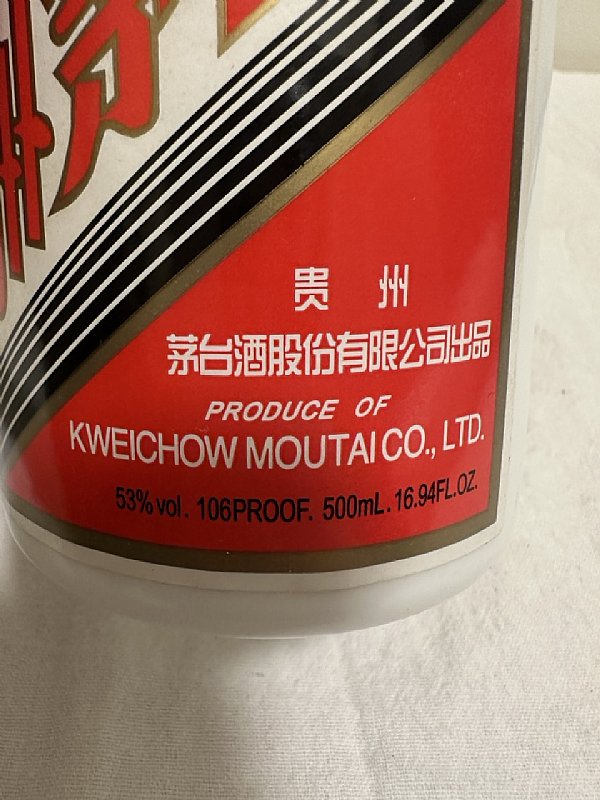 贵 州
茅台酒股份有限公司出品
PRODUCE OF
KWEICHOW MOUTAI CO., LTD.
53%vol. 106PROOF. 500mL. 16.94FL.OZ.